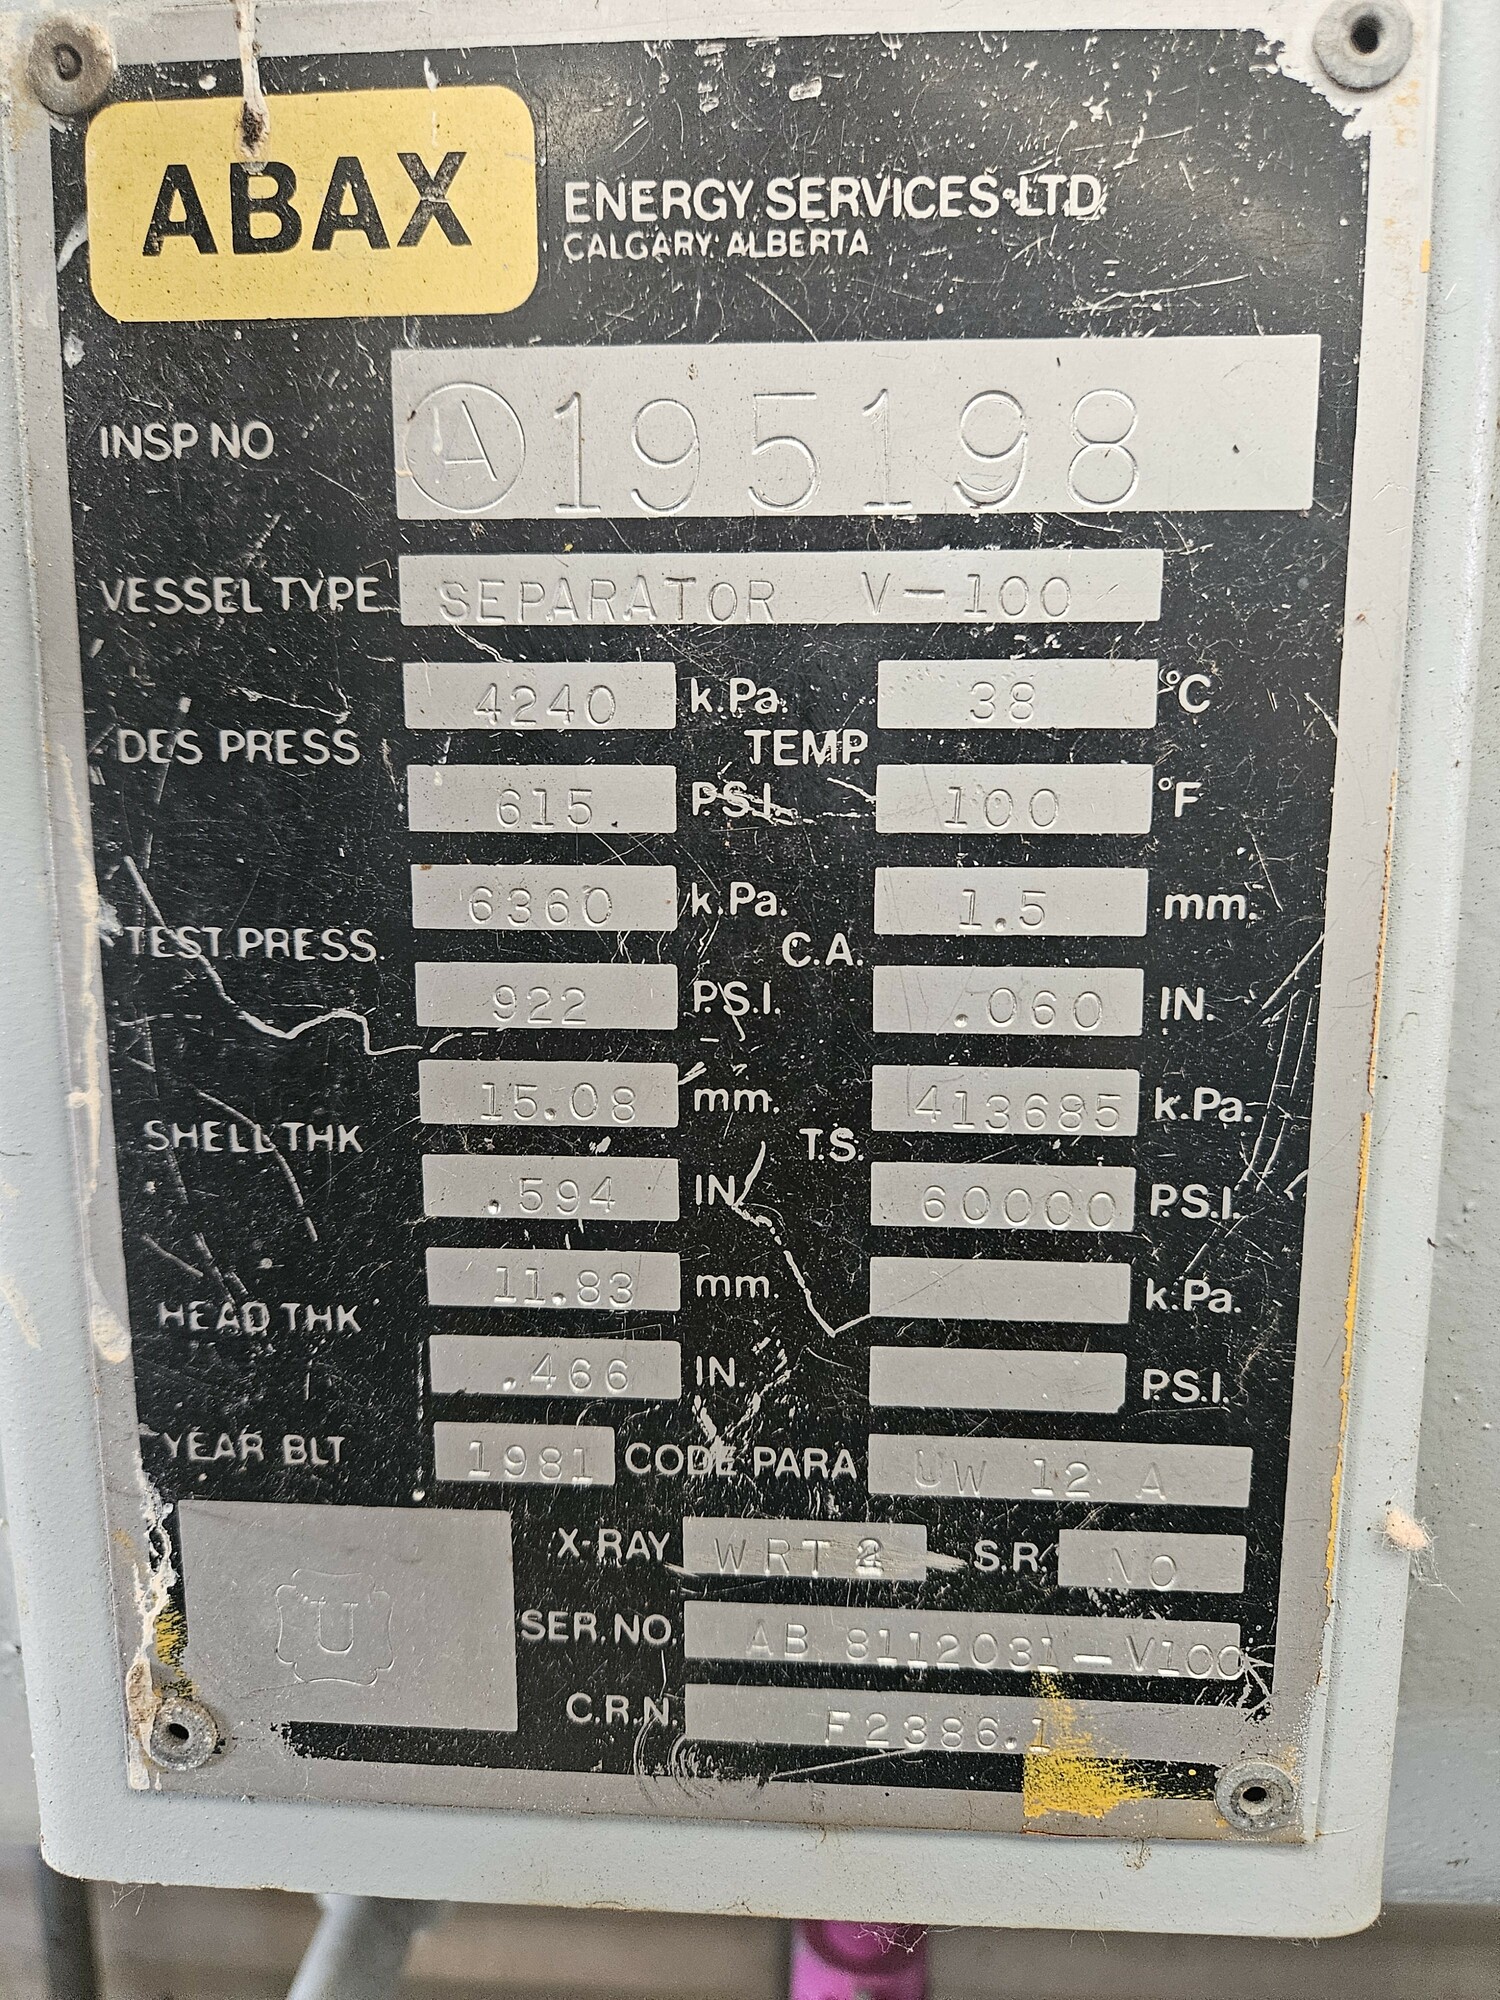 ABAX
ENERGY SERVICES LTD
CALGARY ALBERTA
INSP NO A 195198
VESSEL TYPE SEPARATOR V-100
4240 k.Pa. 38 °C
DES PRESS TEMP.
615 P.S.I. 100 °F
6360 k.Pa. 1.5 mm.
TEST. PRESS. C.A.
922 P.S.I. .060 IN.
15.08 mm. 413685 k.Pa.
SHELL THK T.S.
.594 IN. 60000 P.S.I.
11.83 mm. k.Pa.
HEAD THK
.466 IN. P.S.I.
YEAR BLT 1981 CODE PARA UW 12 A
X-RAY WRT 2 S.R. NO
U
SER. NO. AB 8112031-V100
C.R.N. F2386.1